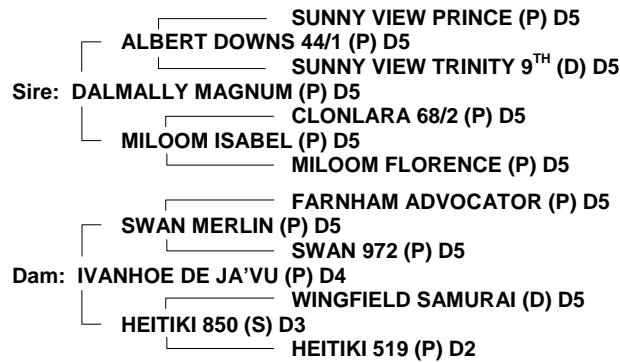 SUNNY VIEW PRINCE (P) D5
ALBERT DOWNS 44/1 (P) D5
SUNNY VIEW TRINITY 9TH (D) D5
Sire: DALMALLY MAGNUM (P) D5
CLONLARA 68/2 (P) D5
MILOOM ISABEL (P) D5
MILOOM FLORENCE (P) D5
FARNHAM ADVOCATOR (P) D5
SWAN MERLIN (P) D5
SWAN 972 (P) D5
Dam: IVANHOE DE JA'VU (P) D4
WINGFIELD SAMURAI (D) D5
HEITIKI 850 (S) D3
HEITIKI 519 (P) D2